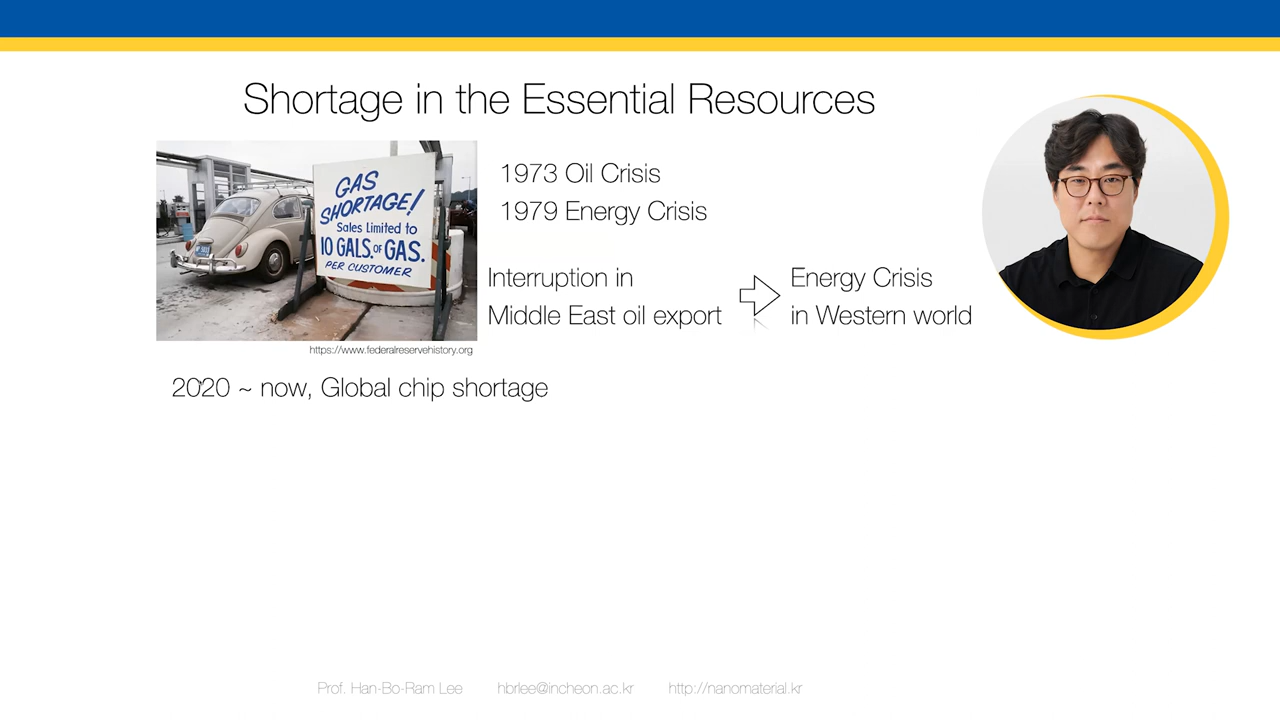 Shortage in the Essential Resources
GAS
SHORTAGE!
Sales Limited to
10 GALS. OF GAS.
PER CUSTOMER
https://www.federalreservehistory.org
1973 Oil Crisis
1979 Energy Crisis
Interruption in
Middle East oil export
Energy Crisis
in Western world
2020 ~ now, Global chip shortage
Prof. Han-Bo-Ram Lee hbrlee@incheon.ac.kr http://nanomaterial.kr